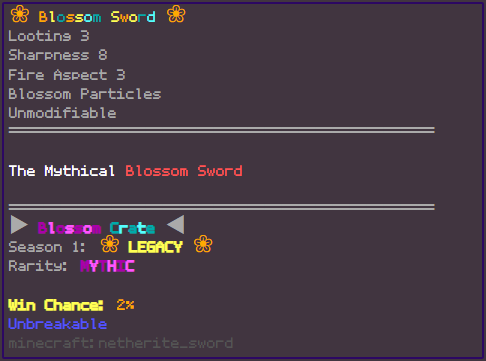 ❀ Blossom Sword ❀
Looting 3
Sharpness 8
Fire Aspect 3
Blossom Particles
Unmodifiable
The Mythical Blossom Sword
▶ Blossom Crate ◀
Season 1: ❀ LEGACY ❀
Rarity: MYTHIC
Win Chance: 2%
Unbreakable
minecraft:netherite_sword